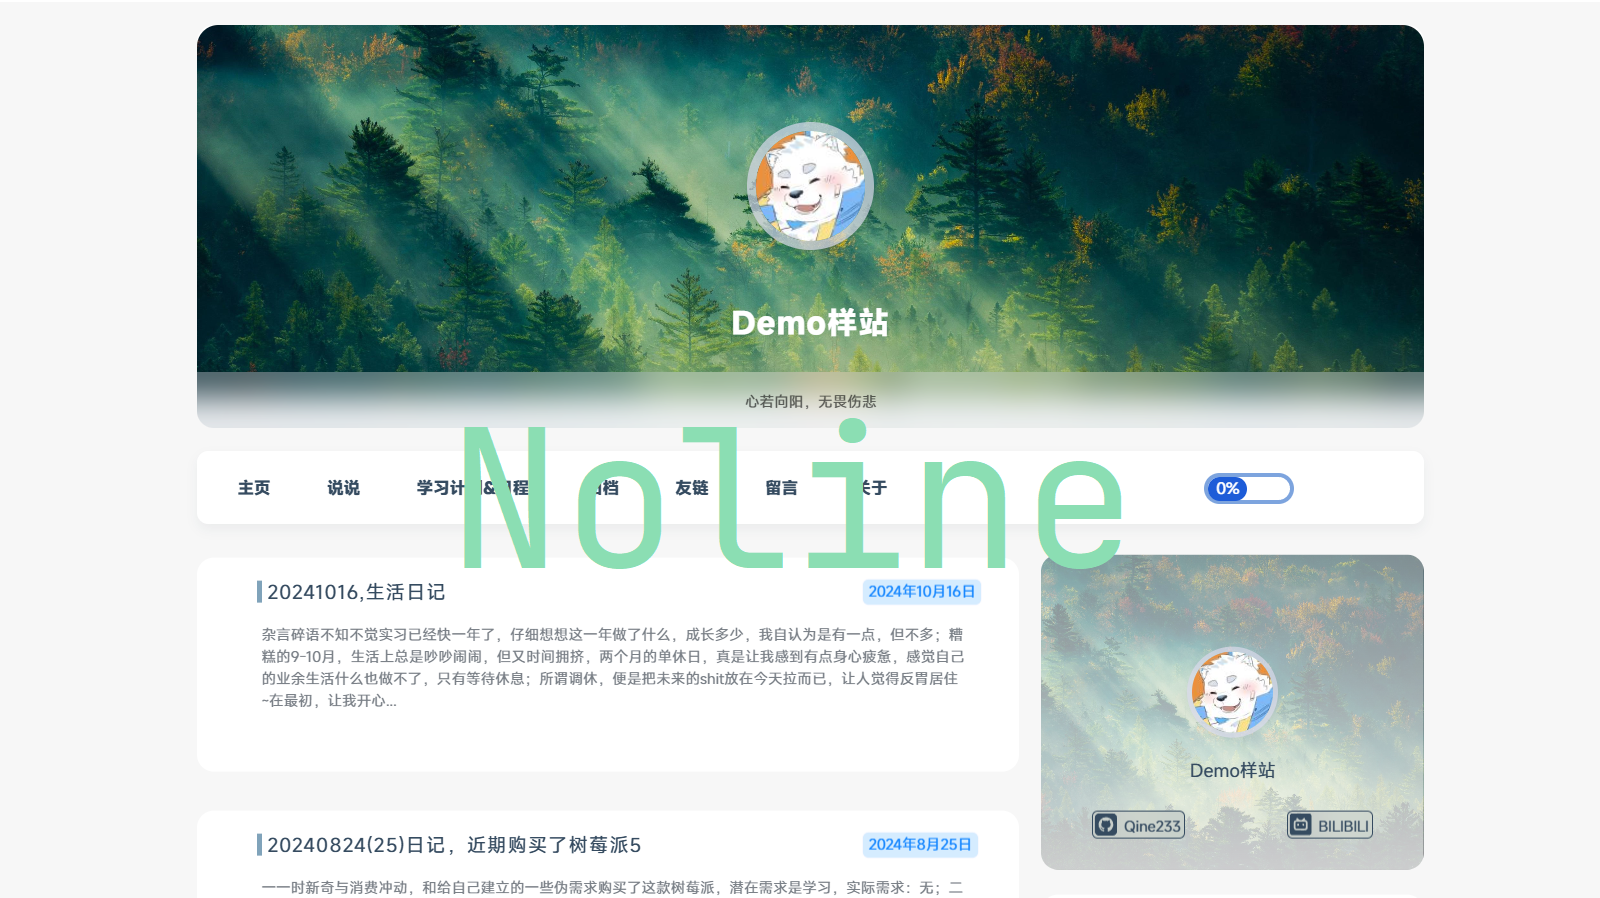 Demo样站
心若向阳，无畏伤悲
Noline
主页
说说
学习计
友链
留言
关于
0%
20241016,生活日记
2024年10月16日
杂言碎语不知不觉实习已经快一年了，仔细想想这一年做了什么，成长多少，我自认为是有一点，但不多；糟
糕的9-10月，生活上总是吵吵闹闹，但又时间拥挤，两个月的单休日，真是让我感到有点身心疲惫，感觉自己
的业余生活什么也做不了，只有等待休息；所谓调休，便是把未来的shit放在今天拉而已，让人觉得反胃居住
~在最初，让我开心...
20240824(25)日记，近期购买了树莓派5
2024年8月25日
一一时新奇与消费冲动，和给自己建立的一些伪需求购买了这款树莓派，潜在需求是学习，实际需求：无；二
Demo样站
Qine233
BILIBILI